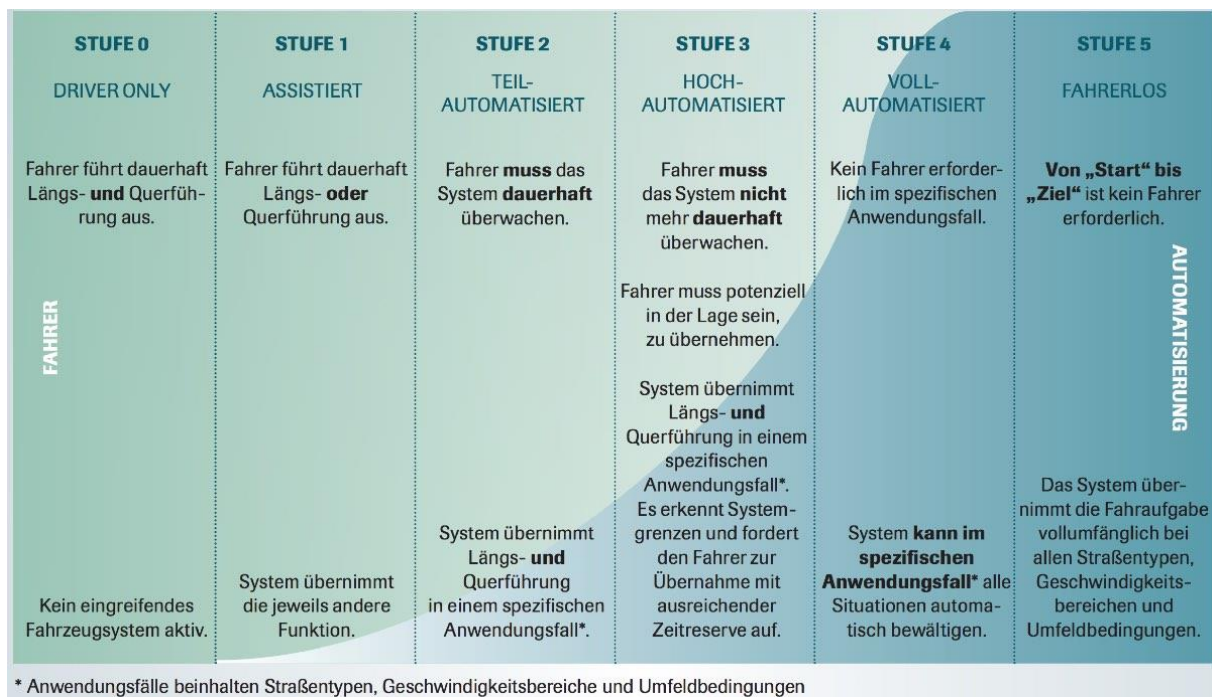 STUFE 0
DRIVER ONLY
Fahrer führt dauerhaft
Längs- und Querfüh-
rung aus.
FAHRER
Kein eingreifendes
Fahrzeugsystem aktiv.
STUFE 1
ASSISTIERT
Fahrer führt dauerhaft
Längs- oder
Querführung aus.
System übernimmt
die jeweils andere
Funktion.
STUFE 2
TEIL-
AUTOMATISIERT
Fahrer muss das
System dauerhaft
überwachen.
System übernimmt
Längs- und
Querführung
in einem spezifischen
Anwendungsfall*.
STUFE 3
HOCH-
AUTOMATISIERT
Fahrer muss
das System nicht
mehr dauerhaft
überwachen.
Fahrer muss potenziell
in der Lage sein,
zu übernehmen.
System übernimmt
Längs- und
Querführung in einem
spezifischen
Anwendungsfall*.
Es erkennt System-
grenzen und fordert
den Fahrer zur
Übernahme mit
ausreichender
Zeitreserve auf.
STUFE 4
VOLL-
AUTOMATISIERT
Kein Fahrer erforder-
lich im spezifischen
Anwendungsfall.
System kann im
spezifischen
Anwendungsfall* alle
Situationen automa-
tisch bewältigen.
STUFE 5
FAHRERLOS
Von „Start“ bis
„Ziel“ ist kein Fahrer
erforderlich.
AUTOMATISIERUNG
Das System über-
nimmt die Fahraufgabe
vollumfänglich bei
allen Straßentypen,
Geschwindigkeits-
bereichen und
Umfeldbedingungen.
* Anwendungsfälle beinhalten Straßentypen, Geschwindigkeitsbereiche und Umfeldbedingungen